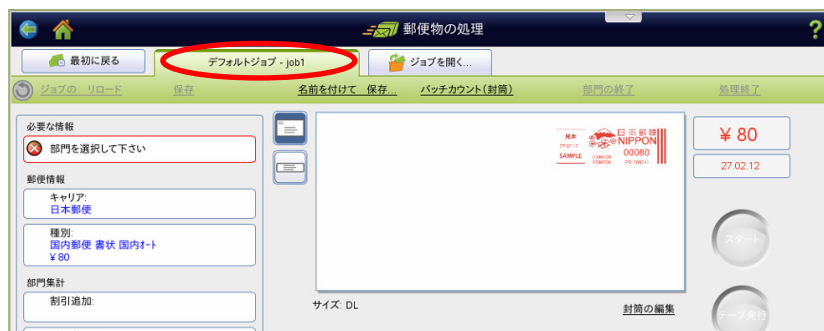 郵便物の処理
?
最初に戻る
デフォルトジョブ - job1
ジョブを開く...
ジョブの リロード
保存
名前を付けて 保存...
バッチカウント(封筒)
部門の終了
処理終了
必要な情報
部門を選択して下さい
郵便情報
キャリア:
日本郵便
種別:
国内郵便 書状 国内オート
¥ 80
部門集計
割引追加:
見本
27.02.12
SAMPLE
日本郵便
NIPPON
00080
¥ 80
27.02.12
スタート
サイズ: DL
封筒の編集
テープ発行